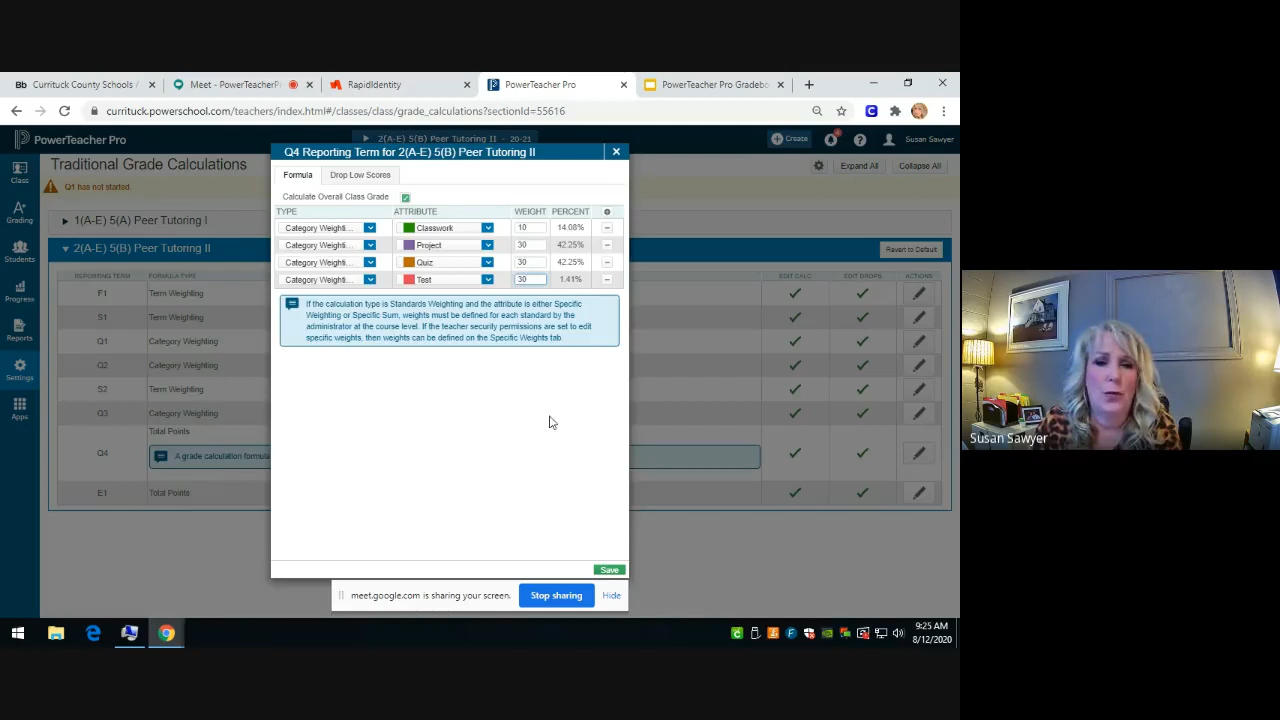 Bb Currituck County Schools /
Meet - PowerTeacherP
RapidIdentity
PowerTeacher Pro
PowerTeacher Pro Gradebo
currituck.powerschool.com/teachers/index.html#/classes/class/grade_calculations?sectionId=55616
PowerTeacher Pro
2(A-E) 5(B) Peer Tutoring II - 20-21
Create
Susan Sawyer
Class
Grading
Students
Progress
Reports
Settings
Apps
Traditional Grade Calculations
Expand All
Collapse All
Q1 has not started.
1(A-E) 5(A) Peer Tutoring I
2(A-E) 5(B) Peer Tutoring II
Revert to Default
REPORTING TERM
FORMULA TYPE
EDIT CALC
EDIT DROPS
ACTIONS
F1 Term Weighting
S1 Term Weighting
Q1 Category Weighting
Q2 Category Weighting
S2 Term Weighting
Q3 Category Weighting
Q4 Total Points
A grade calculation formula
E1 Total Points
Q4 Reporting Term for 2(A-E) 5(B) Peer Tutoring II
Formula
Drop Low Scores
Calculate Overall Class Grade
TYPE ATTRIBUTE WEIGHT PERCENT
Category Weighti... Classwork 10 14.08%
Category Weighti... Project 30 42.25%
Category Weighti... Quiz 30 42.25%
Category Weighti... Test 30 1.41%
If the calculation type is Standards Weighting and the attribute is either Specific
Weighting or Specific Sum, weights must be defined for each standard by the
administrator at the course level. If the teacher security permissions are set to edit
specific weights, then weights can be defined on the Specific Weights tab.
Save
meet.google.com is sharing your screen.
Stop sharing
Hide
9:25 AM
8/12/2020
Susan Sawyer